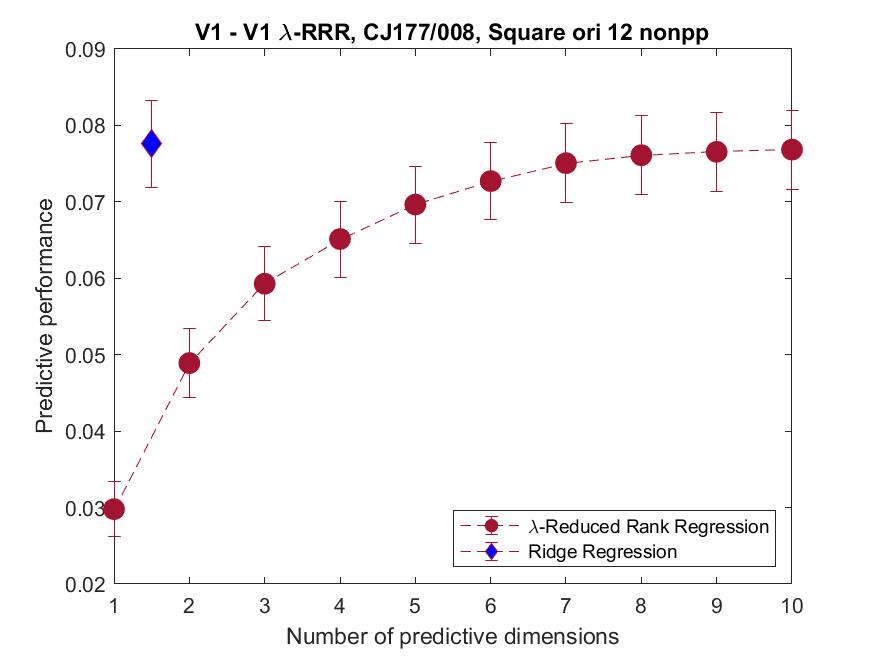 V1 - V1 λ-RRR, CJ177/008, Square ori 12 nonpp
0.09
0.08
0.07
0.06
0.05
0.04
0.03
0.02
Predictive performance
λ-Reduced Rank Regression
Ridge Regression
1 2 3 4 5 6 7 8 9 10
Number of predictive dimensions